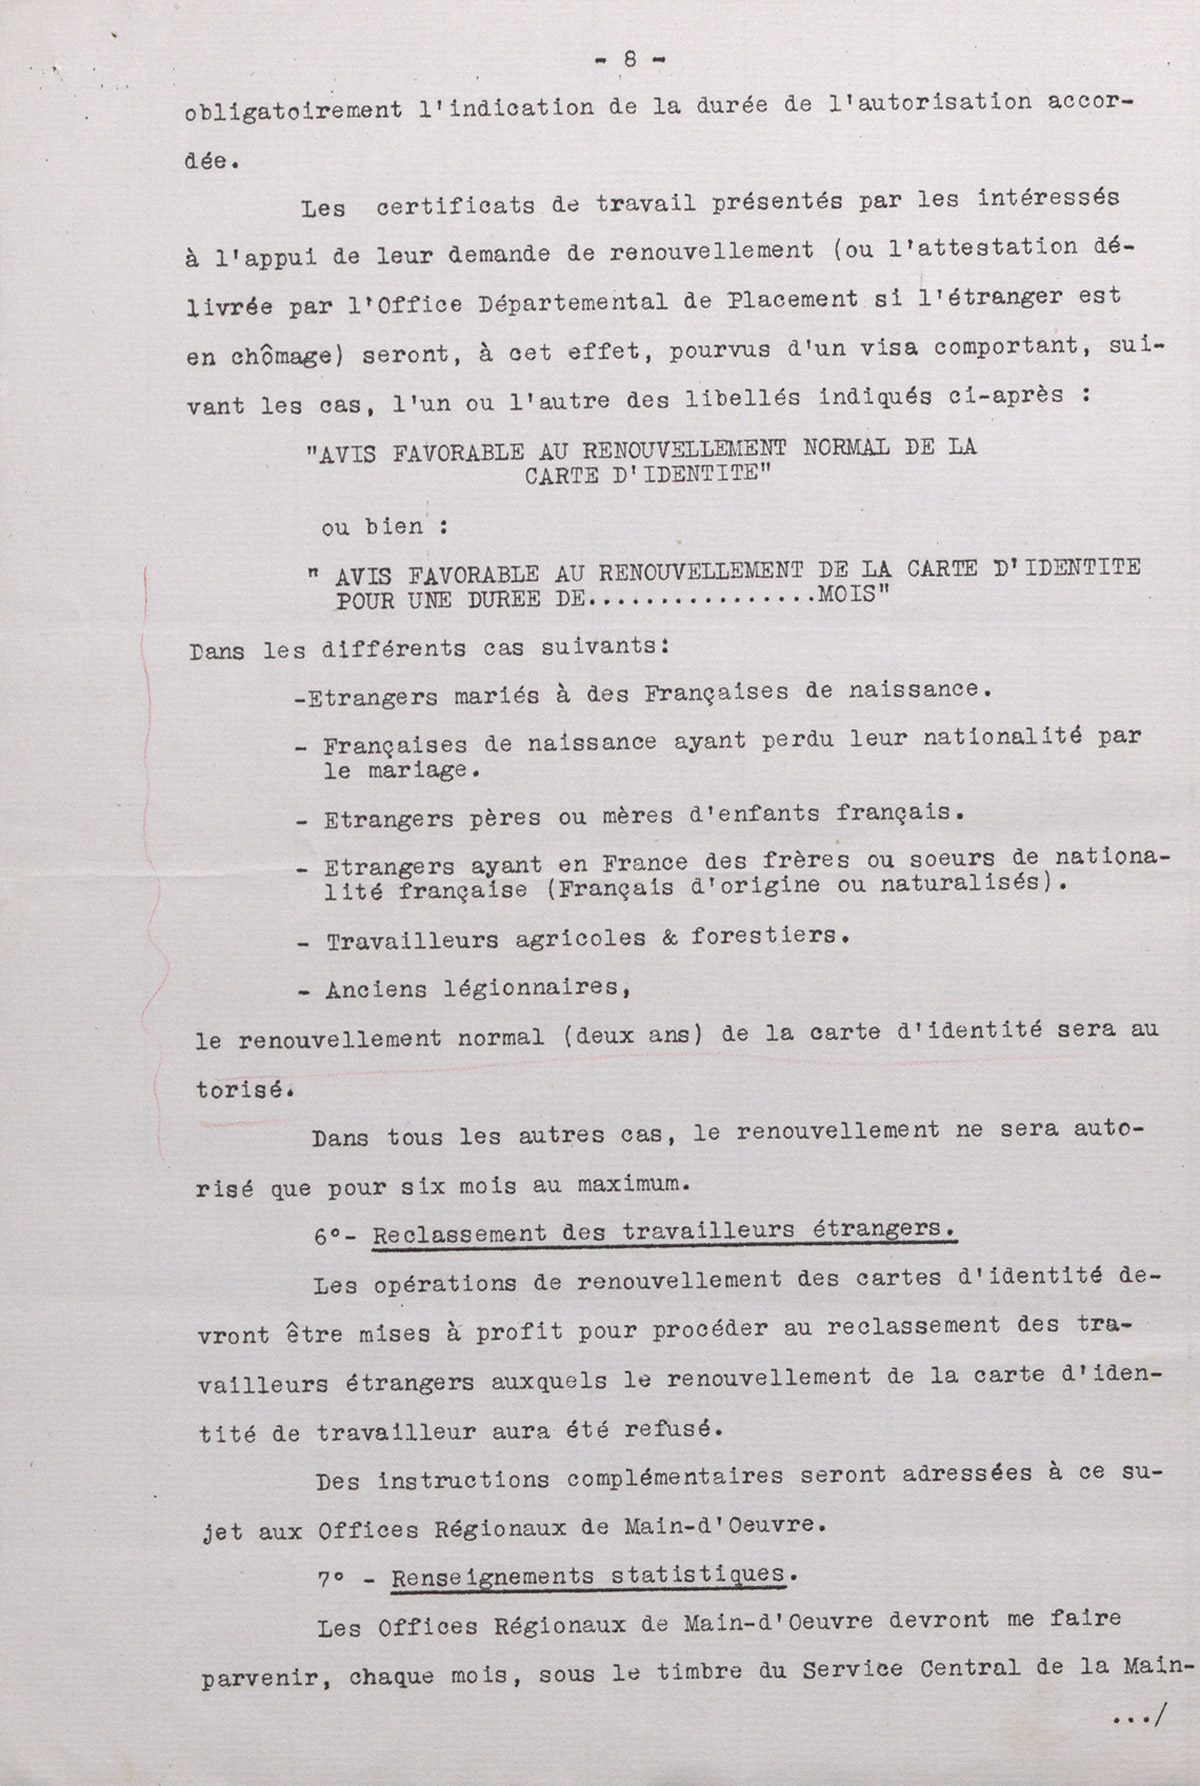 - 8 -
obligatoirement l'indication de la durée de l'autorisation accor-
dée.
Les certificats de travail présentés par les intéressés
à l'appui de leur demande de renouvellement (ou l'attestation dé-
livrée par l'Office Départemental de Placement si l'étranger est
en chômage) seront, à cet effet, pourvus d'un visa comportant, sui-
vant les cas, l'un ou l'autre des libellés indiqués ci-après :
"AVIS FAVORABLE AU RENOUVELLEMENT NORMAL DE LA
CARTE D'IDENTITE"
ou bien :
" AVIS FAVORABLE AU RENOUVELLEMENT DE LA CARTE D'IDENTITE
POUR UNE DUREE DE................MOIS"
Dans les différents cas suivants:
-Etrangers mariés à des Françaises de naissance.
- Françaises de naissance ayant perdu leur nationalité par
le mariage.
- Etrangers pères ou mères d'enfants français.
- Etrangers ayant en France des frères ou soeurs de nationa-
lité française (Français d'origine ou naturalisés).
- Travailleurs agricoles & forestiers.
- Anciens légionnaires,
le renouvellement normal (deux ans) de la carte d'identité sera au
torisé.
Dans tous les autres cas, le renouvellement ne sera auto-
risé que pour six mois au maximum.
6°- Reclassement des travailleurs étrangers.
Les opérations de renouvellement des cartes d'identité de-
vront être mises à profit pour procéder au reclassement des tra-
vailleurs étrangers auxquels le renouvellement de la carte d'iden-
tité de travailleur aura été refusé.
Des instructions complémentaires seront adressées à ce su-
jet aux Offices Régionaux de Main-d'Oeuvre.
7° - Renseignements statistiques.
Les Offices Régionaux de Main-d'Oeuvre devront me faire
parvenir, chaque mois, sous le timbre du Service Central de la Main-
.../